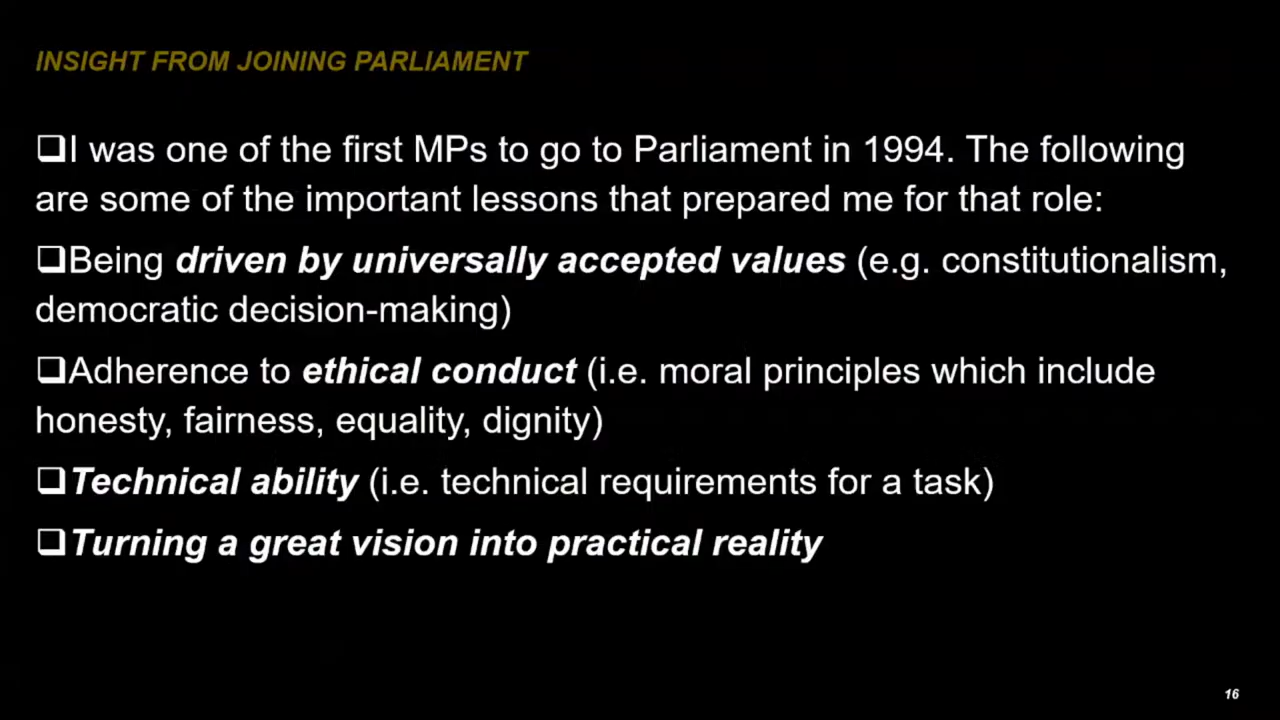 INSIGHT FROM JOINING PARLIAMENT
❑I was one of the first MPs to go to Parliament in 1994. The following
are some of the important lessons that prepared me for that role:
❑Being driven by universally accepted values (e.g. constitutionalism,
democratic decision-making)
❑Adherence to ethical conduct (i.e. moral principles which include
honesty, fairness, equality, dignity)
❑Technical ability (i.e. technical requirements for a task)
❑Turning a great vision into practical reality
16